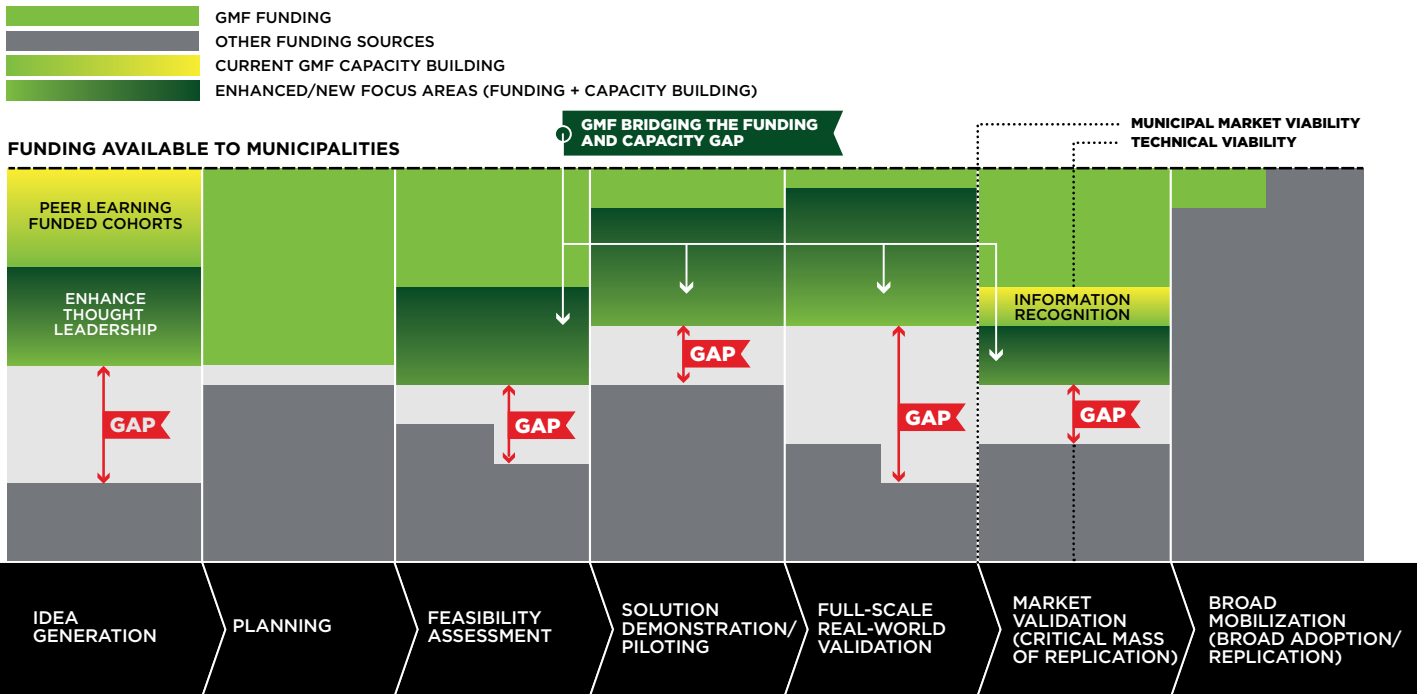 GMF FUNDING
OTHER FUNDING SOURCES
CURRENT GMF CAPACITY BUILDING
ENHANCED/NEW FOCUS AREAS (FUNDING + CAPACITY BUILDING)
GMF BRIDGING THE FUNDING
AND CAPACITY GAP
MUNICIPAL MARKET VIABILITY
TECHNICAL VIABILITY
FUNDING AVAILABLE TO MUNICIPALITIES
PEER LEARNING
FUNDED COHORTS
ENHANCE
THOUGHT
LEADERSHIP
INFORMATION
RECOGNITION
GAP
GAP
GAP
GAP
GAP
IDEA
GENERATION
PLANNING
FEASIBILITY
ASSESSMENT
SOLUTION
DEMONSTRATION/
PILOTING
FULL-SCALE
REAL-WORLD
VALIDATION
MARKET
VALIDATION
(CRITICAL MASS
OF REPLICATION)
BROAD
MOBILIZATION
(BROAD ADOPTION/
REPLICATION)